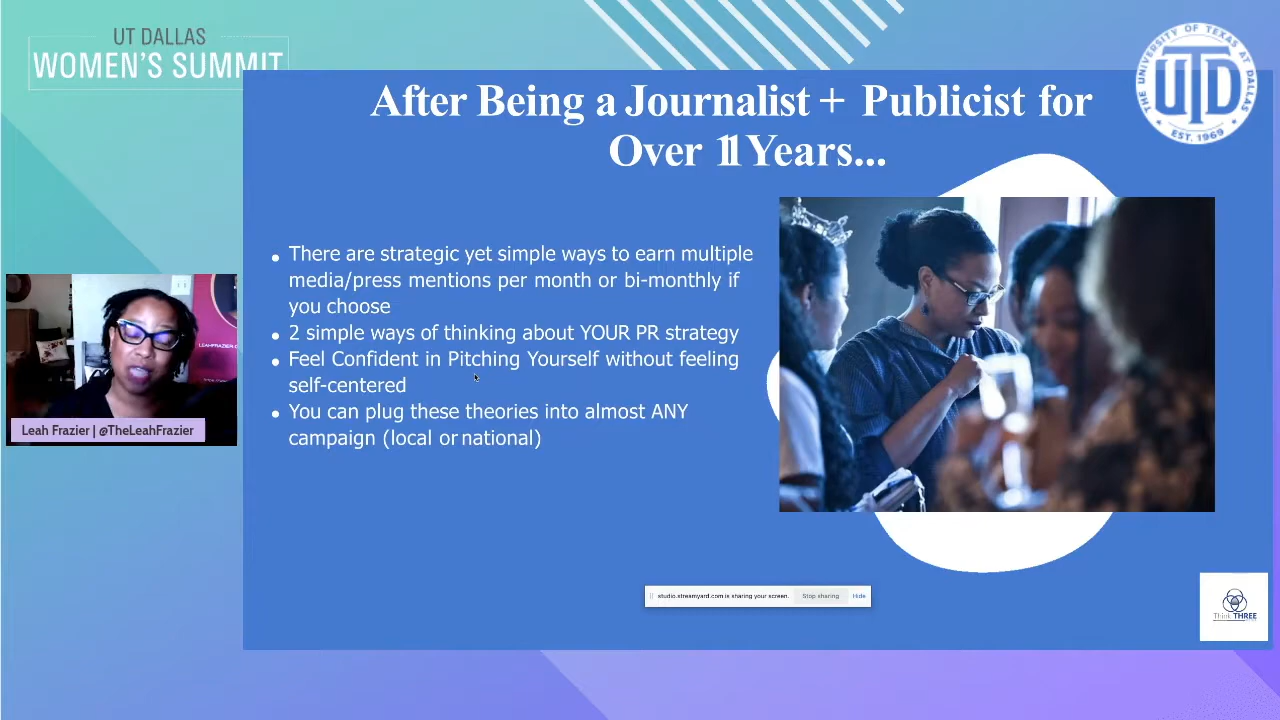 UT DALLAS
WOMEN'S SUMMIT
THE UNIVERSITY OF TEXAS AT DALLAS
UTD
EST. 1969
After Being a Journalist + Publicist for
Over 11 Years...
• There are strategic yet simple ways to earn multiple
media/press mentions per month or bi-monthly if
you choose
• 2 simple ways of thinking about YOUR PR strategy
• Feel Confident in Pitching Yourself without feeling
self-centered
• You can plug these theories into almost ANY
campaign (local or national)
LEAHFRAZIER.C
Leah Frazier | @TheLeahFrazier
studio.streamyard.com is sharing your screen.
Stop sharing
Hide
Think THREE